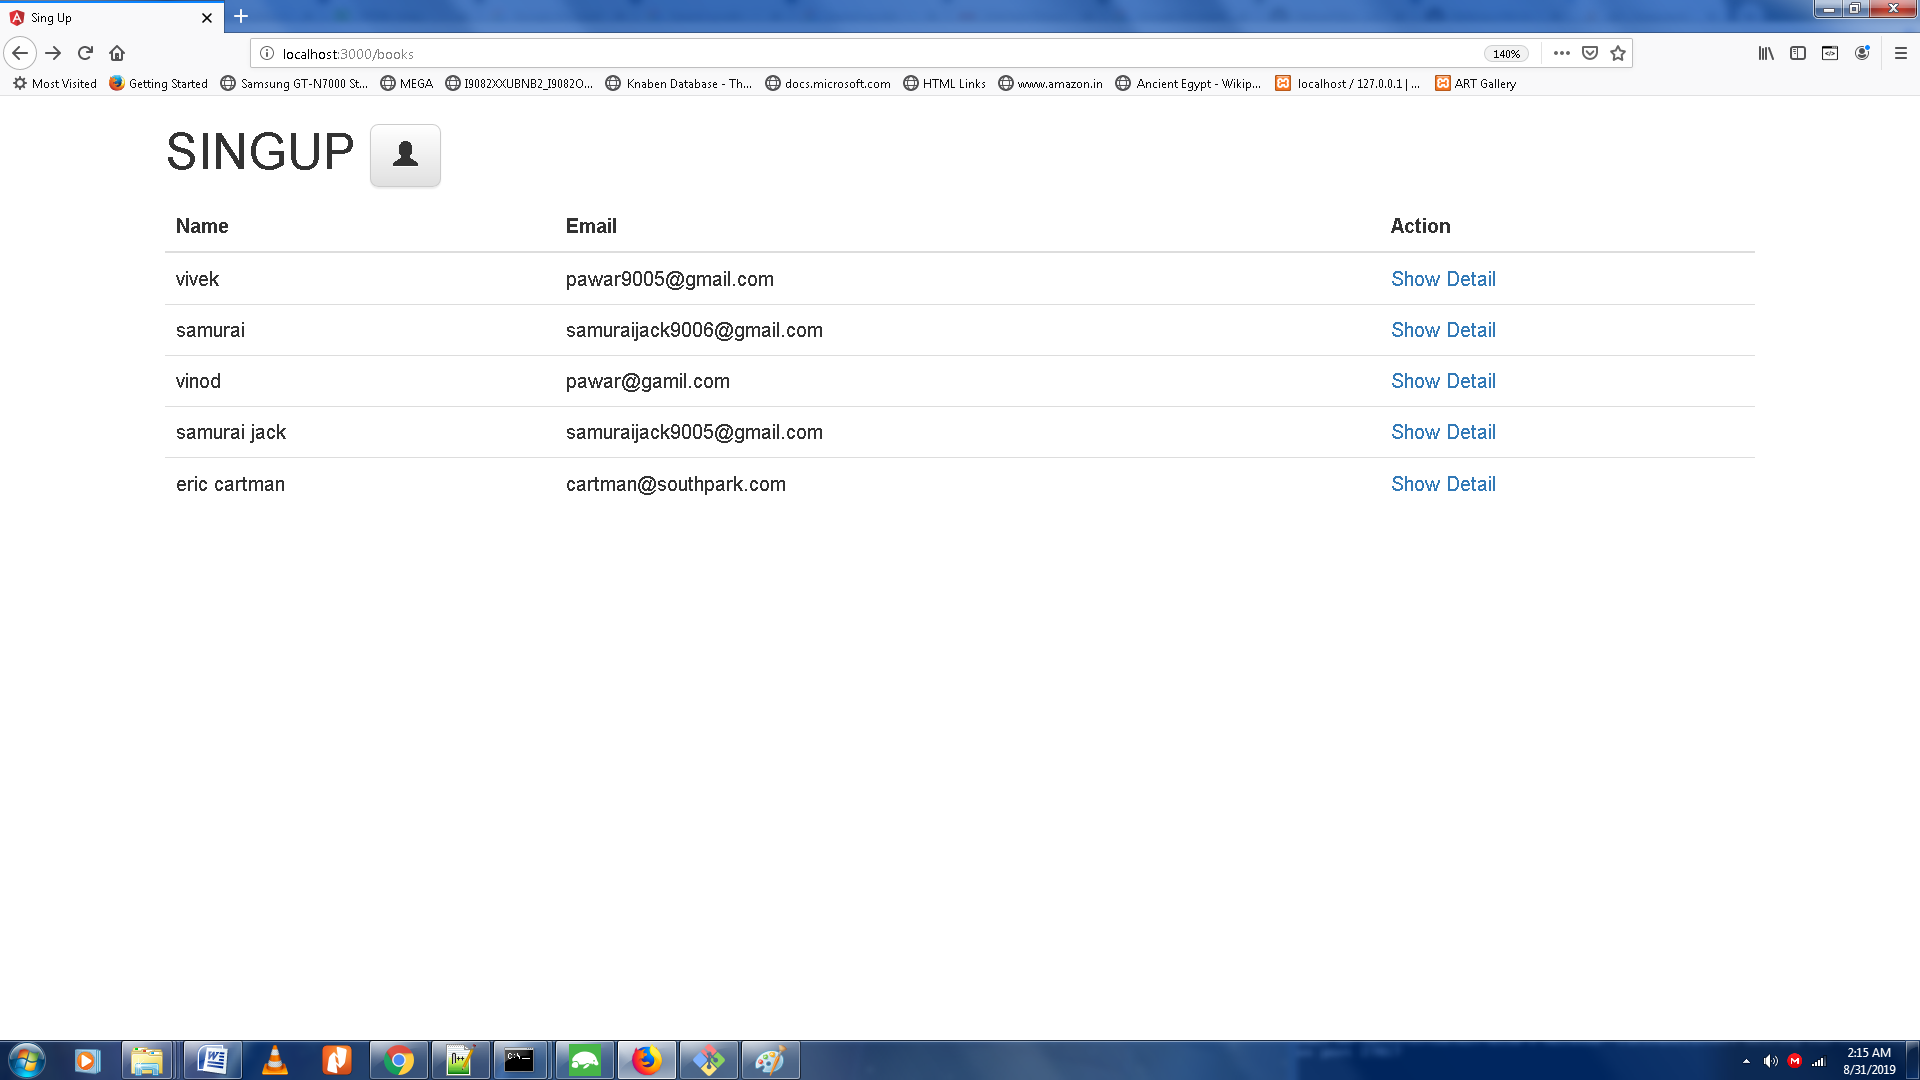 Sing Up
localhost:3000/books
140%
Most Visited Getting Started Samsung GT-N7000 St... MEGA I9082XXUBNB2_I9082O... Knaben Database - Th... docs.microsoft.com HTML Links www.amazon.in Ancient Egypt - Wikip... localhost / 127.0.0.1 | ... ART Gallery
SINGUP
Name Email Action
vivek pawar9005@gmail.com Show Detail
samurai samuraijack9006@gmail.com Show Detail
vinod pawar@gamil.com Show Detail
samurai jack samuraijack9005@gmail.com Show Detail
eric cartman cartman@southpark.com Show Detail
2:15 AM
8/31/2019